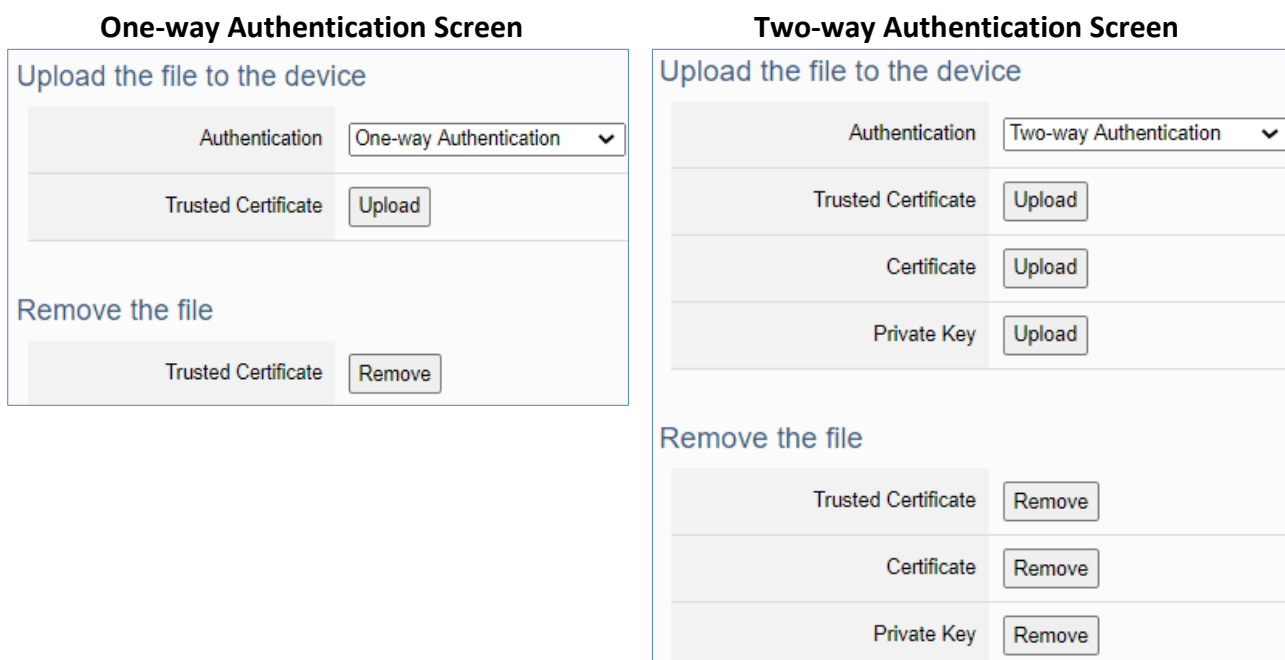 One-way Authentication Screen
Upload the file to the device
Authentication One-way Authentication
Trusted Certificate Upload
Remove the file
Trusted Certificate Remove
Two-way Authentication Screen
Upload the file to the device
Authentication Two-way Authentication
Trusted Certificate Upload
Certificate Upload
Private Key Upload
Remove the file
Trusted Certificate Remove
Certificate Remove
Private Key Remove